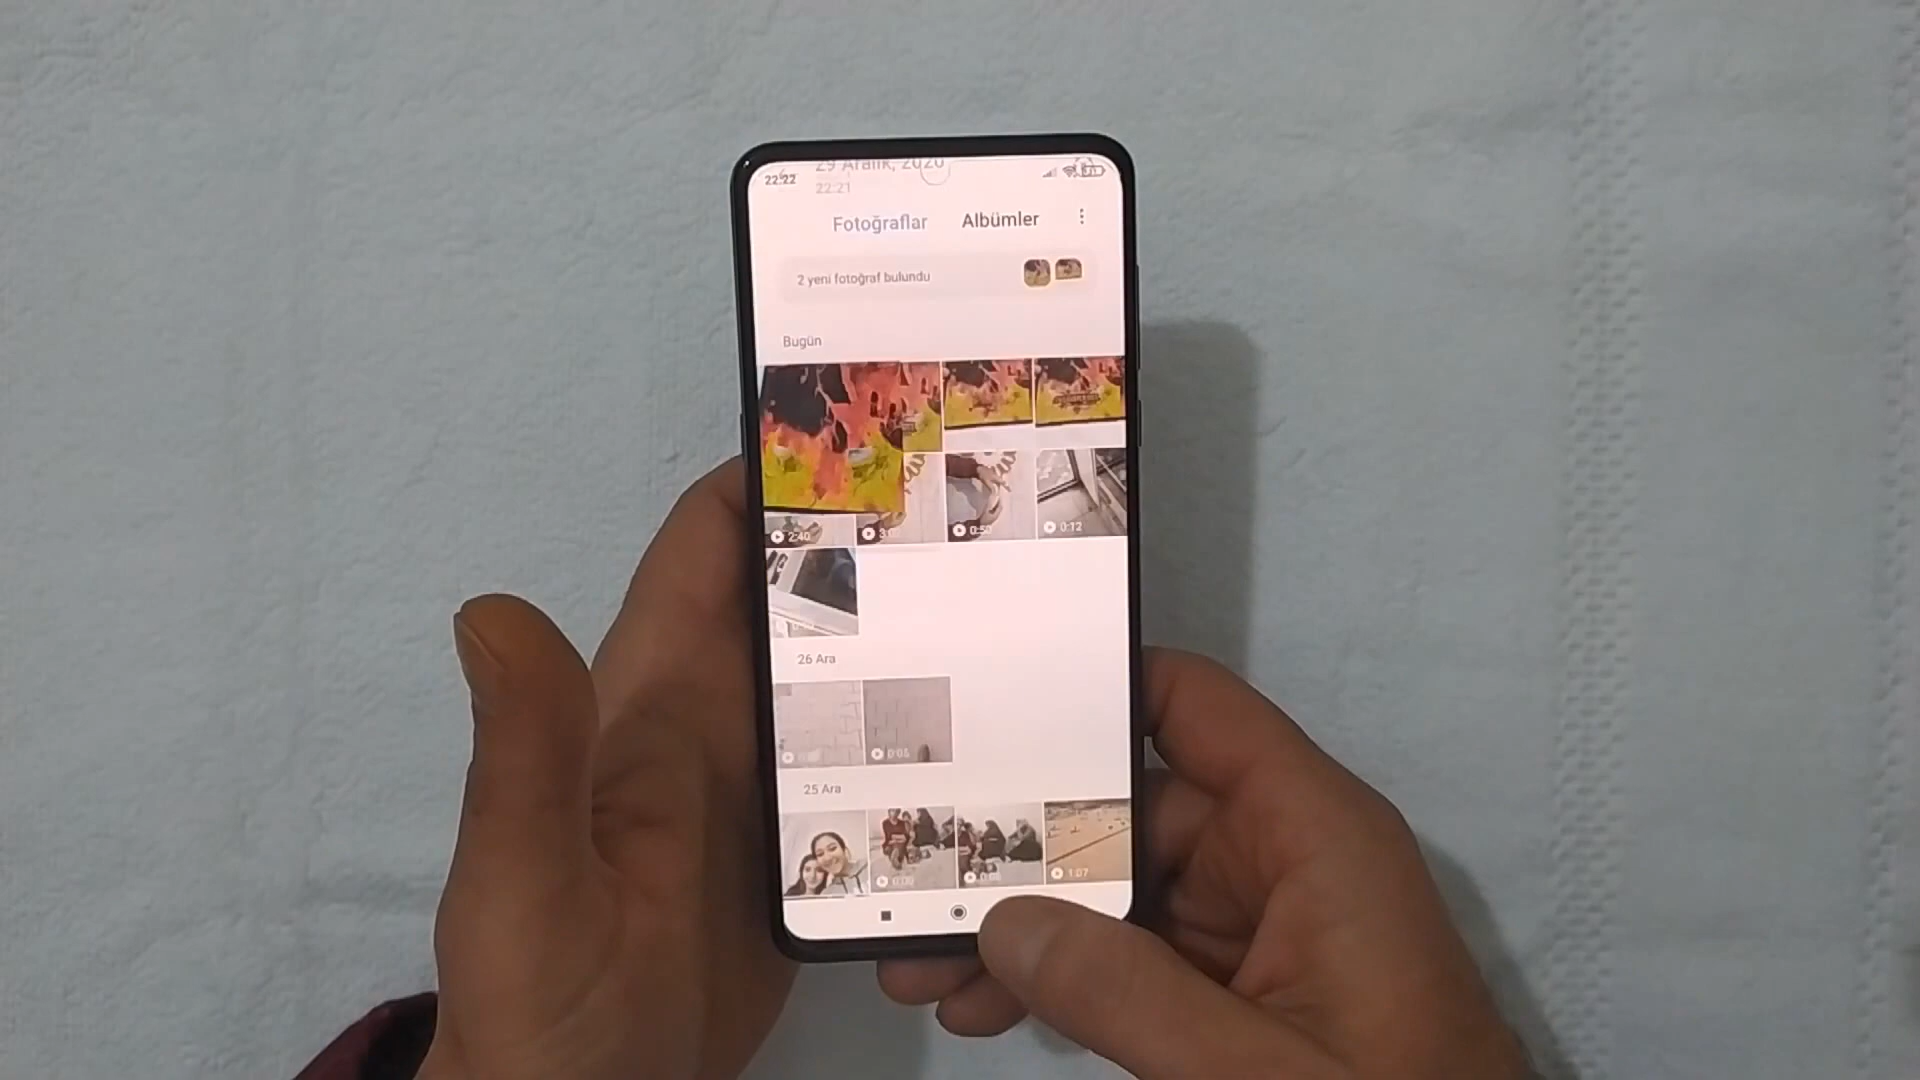 29 Aralık, 2020
22:22
22:21
Fotoğraflar Albümler
2 yeni fotoğraf bulundu
Bugün
2:40
0:50
0:12
26 Ara
0:05
25 Ara
1:07